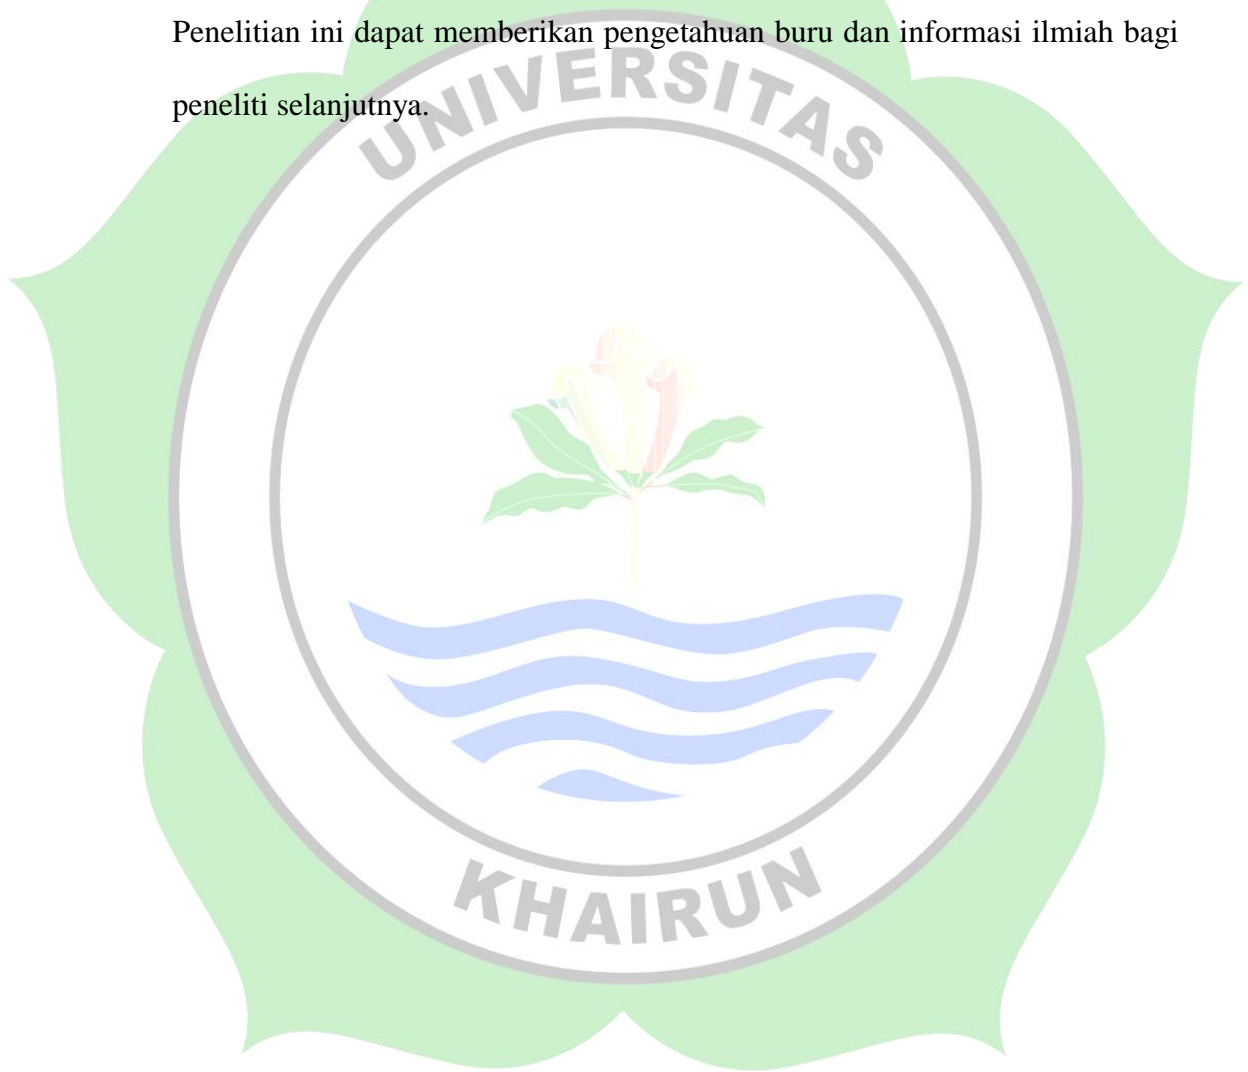 Penelitian ini dapat memberikan pengetahuan buru dan informasi ilmiah bagi
peneliti selanjutnya.
UNIVERSITAS
KHAIRUN